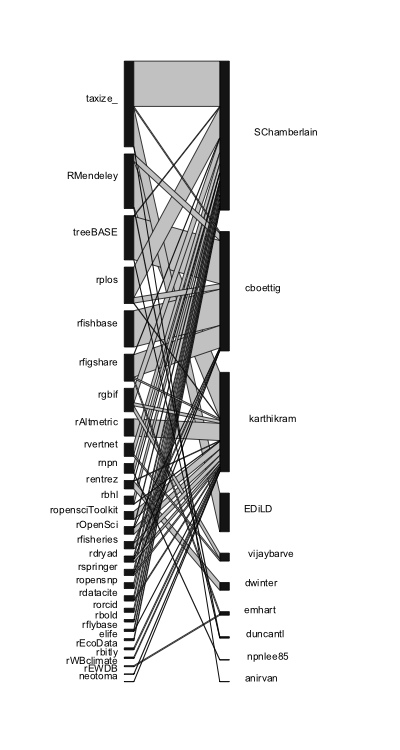 taxize_
RMendeley
treeBASE
rplos
rfishbase
rfigshare
rgbif
rAltmetric
rvertnet
rnpn
rentrez
rbhl
ropensciToolkit
rOpenSci
rfisheries
rdryad
rspringer
ropensnp
rdatacite
rorcid
rbold
rflybase
elife
rEcoData
rbitly
rWBclimate
rEWDB
neotoma
SChamberlain
cboettig
karthikram
EDiLD
vijaybarve
dwinter
emhart
duncantl
npnlee85
anirvan